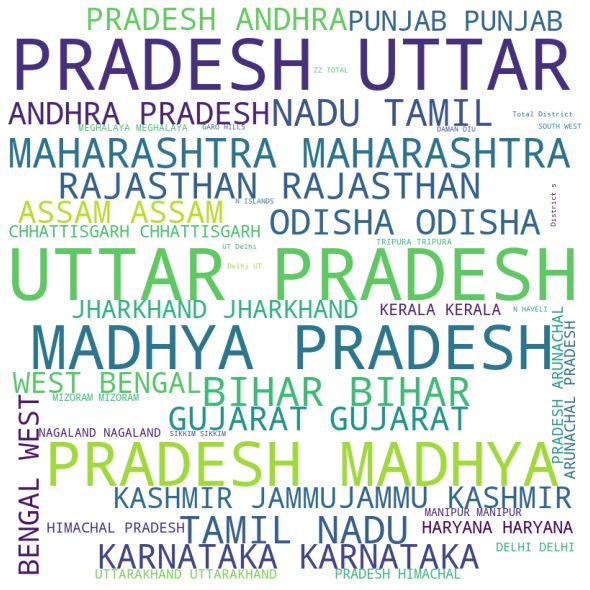 PRADESH ANDHRA
PUNJAB PUNJAB
PRADESH UTTAR
ZZ TOTAL
ANDHRA PRADESH
NADU TAMIL
Total District
MEGHALAYA MEGHALAYA
GARO HILLS
DAMAN DIU
SOUTH WEST
MAHARASHTRA MAHARASHTRA
RAJASTHAN RAJASTHAN
District s
N ISLANDS
ASSAM ASSAM
ODISHA ODISHA
CHHATTISGARH CHHATTISGARH
UT Delhi
TRIPURA TRIPURA
UTTAR PRADESH
Delhi UT
JHARKHAND JHARKHAND
KERALA KERALA
N HAVELI
MADHYA PRADESH
PRADESH ARUNACHAL
ARUNACHAL PRADESH
WEST BENGAL
BIHAR BIHAR
MIZORAM MIZORAM
GUJARAT GUJARAT
BENGAL WEST
NAGALAND NAGALAND
SIKKIM SIKKIM
PRADESH MADHYA
KASHMIR JAMMU
JAMMU KASHMIR
MANIPUR MANIPUR
HIMACHAL PRADESH
TAMIL NADU
HARYANA HARYANA
KARNATAKA KARNATAKA
DELHI DELHI
UTTARAKHAND UTTARAKHAND
PRADESH HIMACHAL